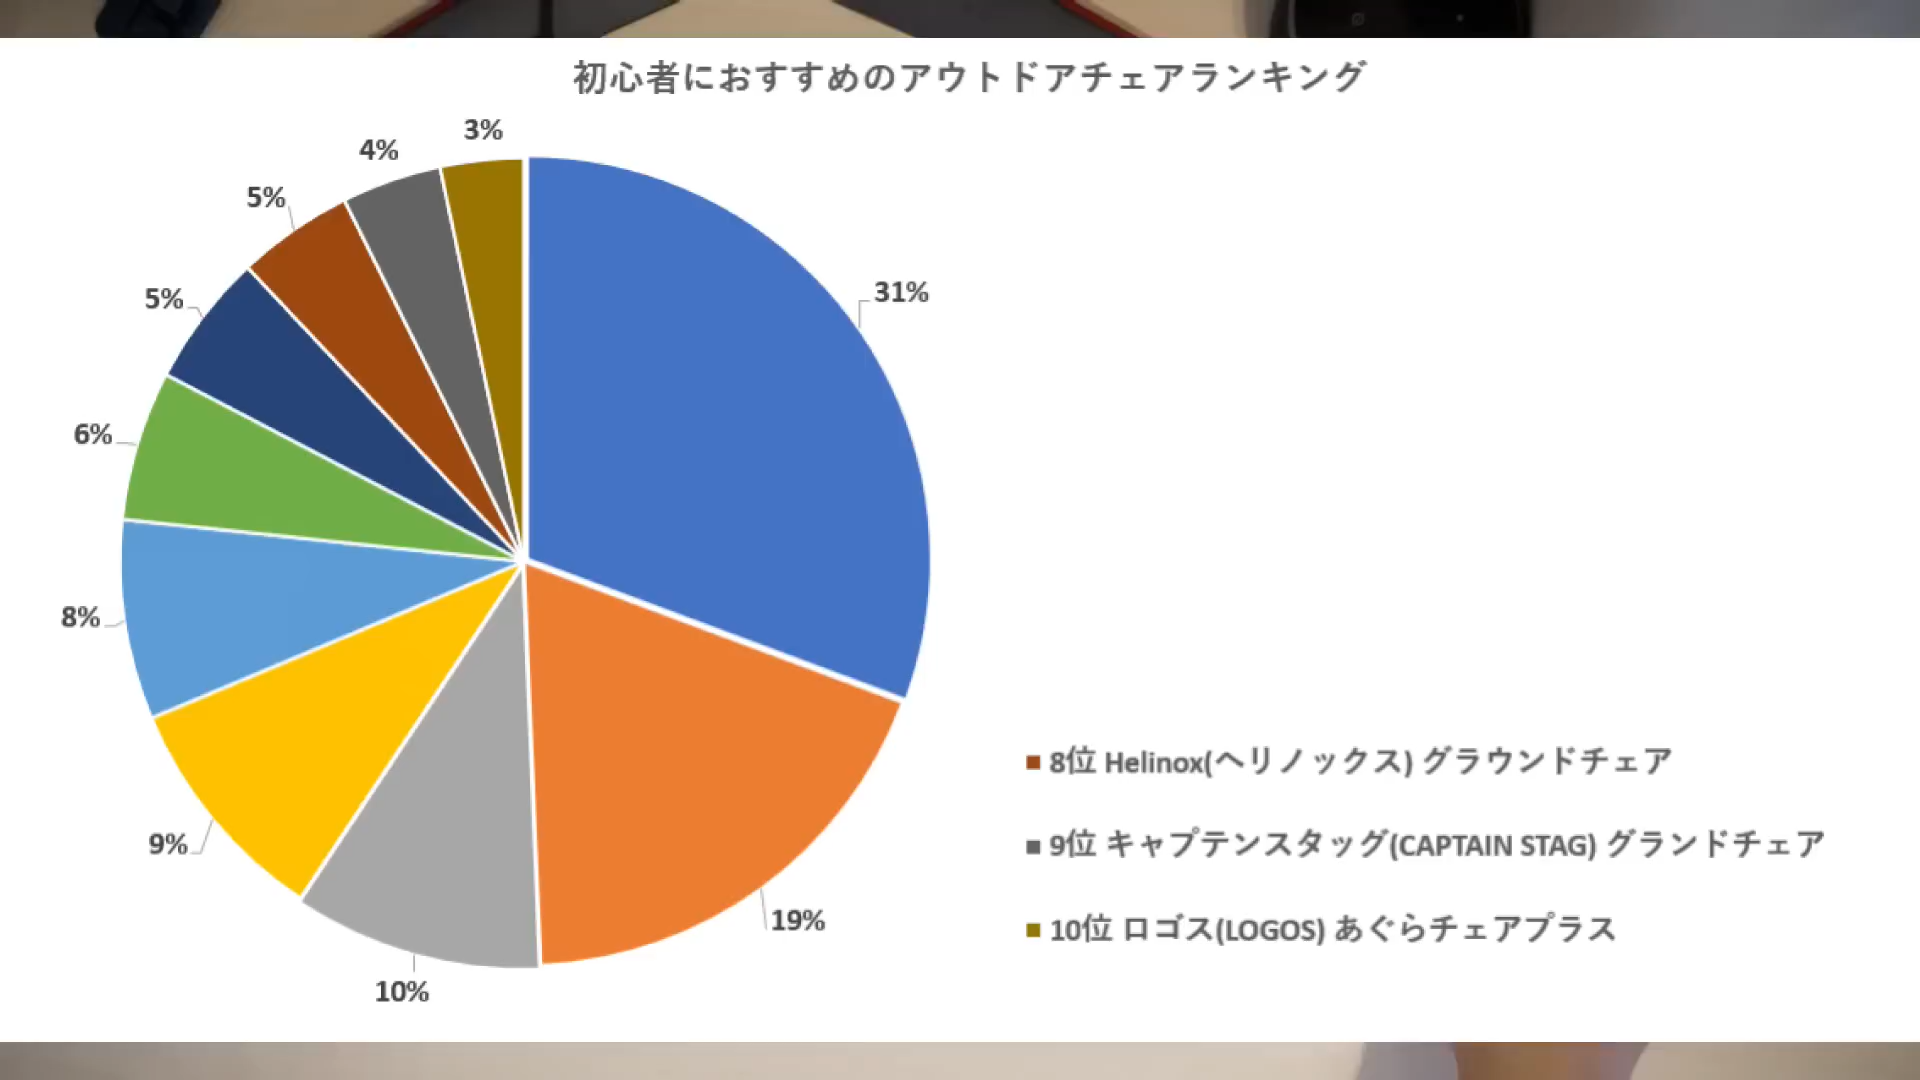 初心者におすすめのアウトドアチェアランキング
3%
4%
5%
31%
5%
6%
8%
9%
19%
10%
8位 Helinox(ヘリノックス) グラウンドチェア
9位 キャプテンスタッグ(CAPTAIN STAG) グランドチェア
10位 ロゴス(LOGOS) あぐらチェアプラス